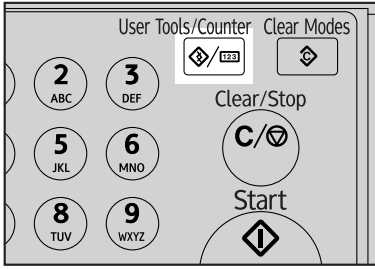 User Tools/Counter
Clear Modes
/123
C
2
ABC
3
DEF
Clear/Stop
C/
5
JKL
6
MNO
Start
8
TUV
9
WXYZ